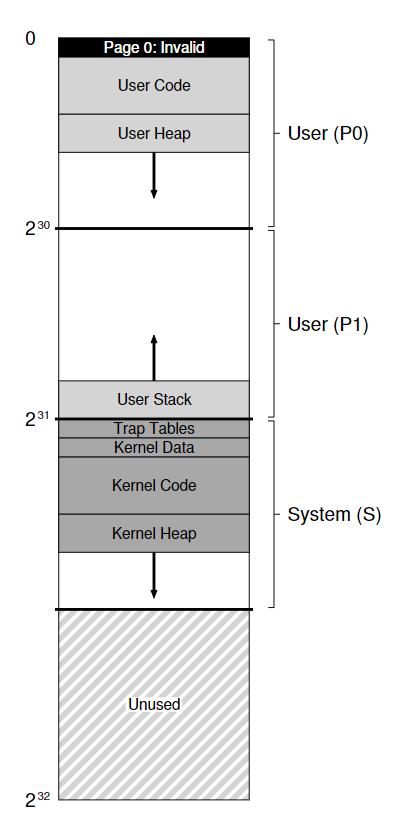 0
Page 0: Invalid
User Code
User Heap
User (P0)
2^30
User (P1)
User Stack
2^31
Trap Tables
Kernel Data
Kernel Code
Kernel Heap
System (S)
Unused
2^32